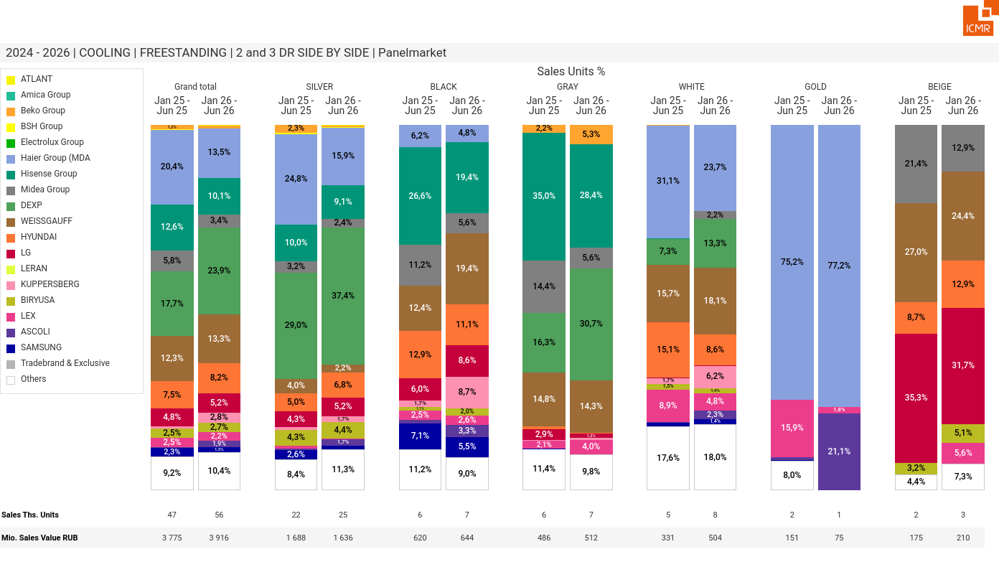 ICMR
2024 - 2026 | COOLING | FREESTANDING | 2 and 3 DR SIDE BY SIDE | Panelmarket
Sales Units %
ATLANT
Amica Group
Beko Group
BSH Group
Electrolux Group
Haier Group (MDA
Hisense Group
Midea Group
DEXP
WEISSGAUFF
HYUNDAI
LG
LERAN
KUPPERSBERG
BIRYUSA
LEX
ASCOLI
SAMSUNG
Tradebrand & Exclusive
Others
Grand total
Jan 25 - Jun 25
1,3%
20,4%
12,6%
5,8%
17,7%
12,3%
7,5%
4,8%
2,5%
2,5%
2,3%
9,2%
Jan 26 - Jun 26
13,5%
10,1%
3,4%
23,9%
13,3%
8,2%
5,2%
2,8%
2,7%
2,2%
1,9%
1,3%
10,4%
SILVER
Jan 25 - Jun 25
2,3%
24,8%
10,0%
3,2%
29,0%
4,0%
5,0%
4,3%
4,3%
2,6%
8,4%
Jan 26 - Jun 26
15,9%
9,1%
2,4%
37,4%
2,2%
6,8%
5,2%
1,7%
4,4%
1,7%
11,3%
BLACK
Jan 25 - Jun 25
6,2%
26,6%
11,2%
12,4%
12,9%
6,0%
1,7%
1,1%
2,5%
7,1%
11,2%
Jan 26 - Jun 26
4,8%
19,4%
5,6%
19,4%
11,1%
8,6%
8,7%
2,0%
2,6%
3,3%
5,5%
9,0%
GRAY
Jan 25 - Jun 25
2,2%
35,0%
14,4%
16,3%
14,8%
2,9%
2,1%
11,4%
Jan 26 - Jun 26
5,3%
28,4%
5,6%
30,7%
14,3%
1,2%
4,0%
9,8%
WHITE
Jan 25 - Jun 25
31,1%
7,3%
15,7%
15,1%
1,7%
1,5%
8,9%
17,6%
Jan 26 - Jun 26
23,7%
2,2%
13,3%
18,1%
8,6%
6,2%
1,4%
4,8%
2,3%
1,4%
18,0%
GOLD
Jan 25 - Jun 25
75,2%
15,9%
8,0%
Jan 26 - Jun 26
77,2%
1,8%
21,1%
BEIGE
Jan 25 - Jun 25
21,4%
27,0%
8,7%
35,3%
3,2%
4,4%
Jan 26 - Jun 26
12,9%
24,4%
12,9%
31,7%
5,1%
5,6%
7,3%
Sales Ths. Units 47 56 22 25 6 7 6 7 5 8 2 1 2 3
Mio. Sales Value RUB 3 775 3 916 1 688 1 636 620 644 486 512 331 504 151 75 175 210